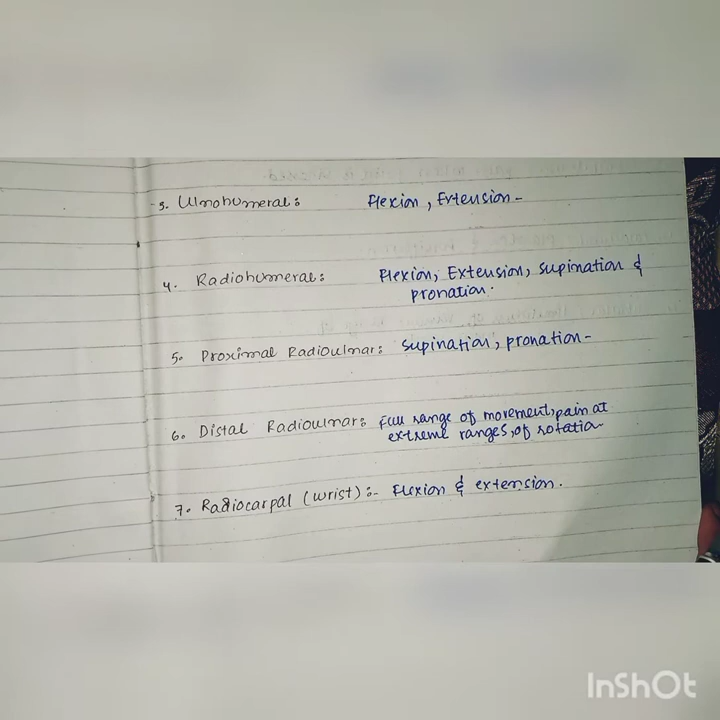 3. Ulnohumeral: Flexion, Extension -
4. Radiohumeral: Flexion, Extension, supination &
pronation.
5. Proximal Radioulnar: supination, pronation -
6. Distal Radioulnar: Full range of movement, pain at
extreme ranges, of rotation
7. Radiocarpal (wrist) :- Flexion & extension.
InShOt